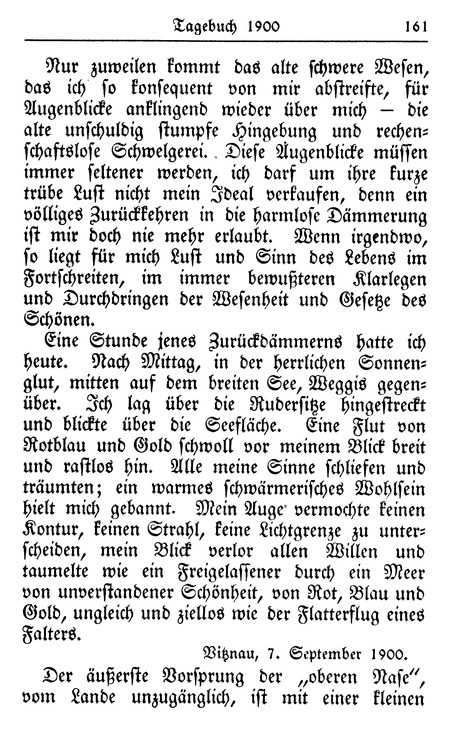 Tagebuch 1900 161
Nur zuweilen kommt das alte schwere Wesen,
das ich so konsequent von mir abstreifte, für
Augenblicke anklingend wieder über mich — die
alte unschuldig stumpfe Hingebung und rechen-
schaftslose Schwelgerei. Diese Augenblicke müssen
immer seltener werden, ich darf um ihre kurze
trübe Lust nicht mein Ideal verkaufen, denn ein
völliges Zurückkehren in die harmlose Dämmerung
ist mir doch nie mehr erlaubt. Wenn irgendwo,
so liegt für mich Lust und Sinn des Lebens im
Fortschreiten, im immer bewußteren Klarlegen
und Durchdringen der Wesenheit und Gesetze des
Schönen.
Eine Stunde jenes Zurückdämmerns hatte ich
heute. Nach Mittag, in der herrlichen Sonnen-
glut, mitten auf dem breiten See, Weggis gegen-
über. Ich lag über die Rudersitze hingestreckt
und blickte über die Seefläche. Eine Flut von
Rotblau und Gold schwoll vor meinem Blick breit
und rastlos hin. Alle meine Sinne schliefen und
träumten; ein warmes schwärmerisches Wohlsein
hielt mich gebannt. Mein Auge vermochte keinen
Kontur, keinen Strahl, keine Lichtgrenze zu unter-
scheiden, mein Blick verlor allen Willen und
taumelte wie ein Freigelassener durch ein Meer
von unverstandener Schönheit, von Rot, Blau und
Gold, ungleich und ziellos wie der Flatterflug eines
Falters.
Vitznau, 7. September 1900.
Der äußerste Vorsprung der „oberen Nase“,
vom Lande unzugänglich, ist mit einer kleinen